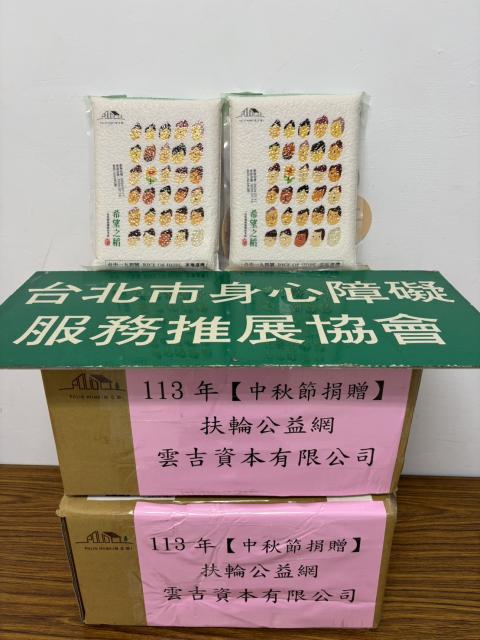 希望之稻
希望之稻
台北市身心障礙
服務推展協會
113年【中秋節捐贈】
扶輪公益網
雲吉資本有限公司
113年【中秋節捐贈】
扶輪公益網
雲吉資本有限公司